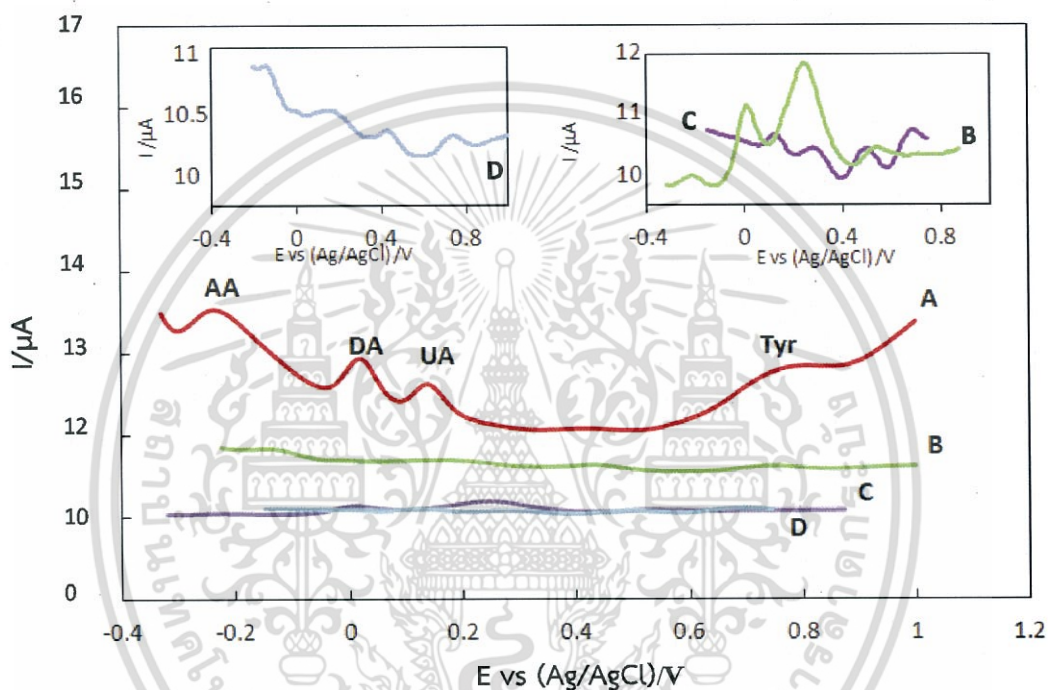 17
16
15
14
13
12
10
0
I/µA
-0.4
-0.2
0
0.2
0.4
0.6
0.8
1
1.2
E vs (Ag/AgCl)/V
11
10.5
10
I /µA
D
-0.4
0
0.4
0.8
E vs (Ag/AgCl)/V
12
11
10
I /µA
C
B
-0.4
0
0.4
0.8
E vs (Ag/AgCl)/V
AA
DA
UA
Tyr
A
B
C
D